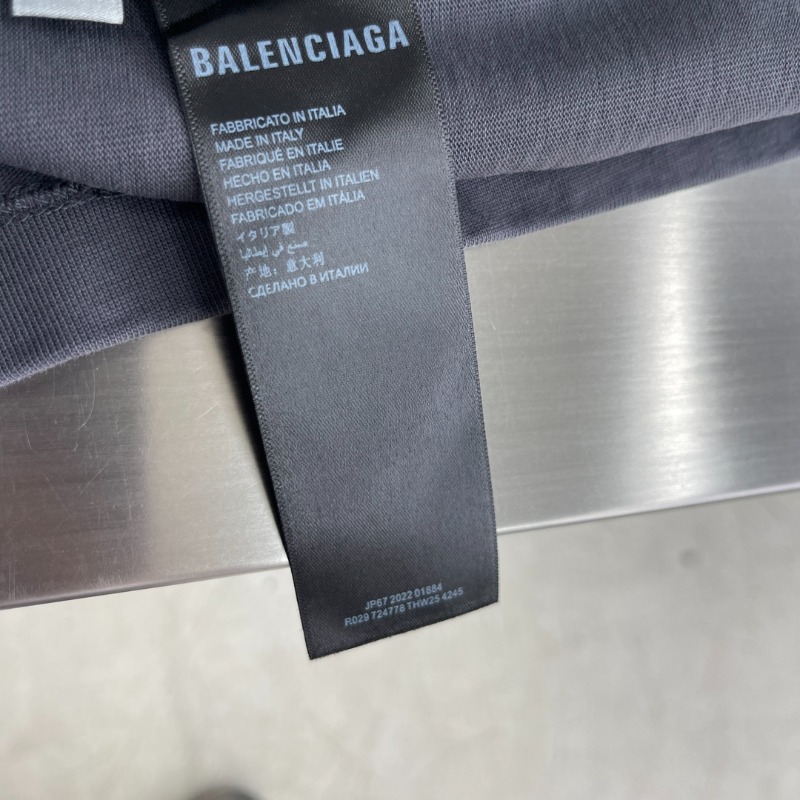 BALENCIAGA
FABBRICATO IN ITALIA
MADE IN ITALY
FABRIQUÉ EN ITALIE
HECHO EN ITALIA
HERGESTELLT IN ITALIEN
FABRICADO EM ITÁLIA
イタリア製
صنع في إيطاليا
产地：意大利
СДЕЛАНО В ИТАЛИИ
JP67 2022 01884
R029 724778 THW25 4245